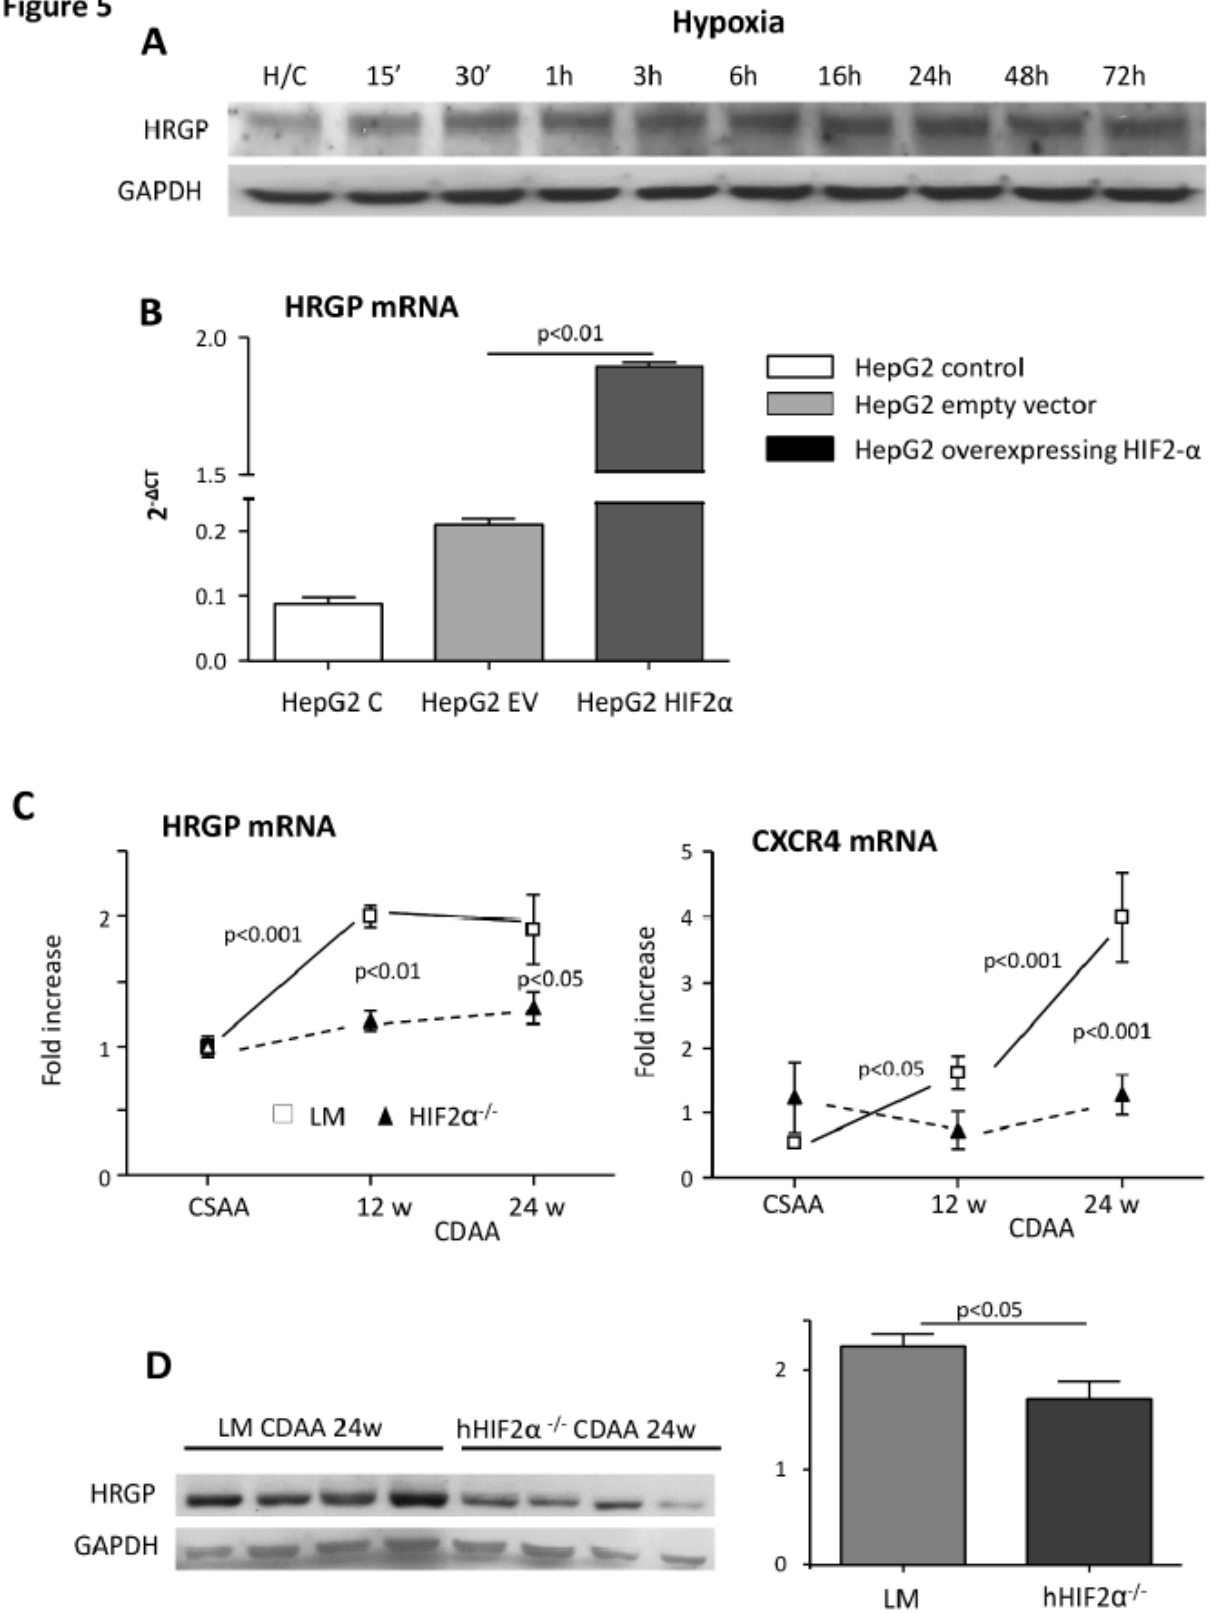 Figure 5
A
Hypoxia
H/C 15’ 30’ 1h 3h 6h 16h 24h 48h 72h
HRGP
GAPDH
B
HRGP mRNA
p<0.01
2.0
1.5
0.2
0.1
0.0
2^-ΔCT
HepG2 C HepG2 EV HepG2 HIF2α
HepG2 control
HepG2 empty vector
HepG2 overexpressing HIF2-α
C
HRGP mRNA
Fold increase
2
1
0
p<0.001
p<0.01
p<0.05
LM HIF2α-/-
CSAA 12 w 24 w
CDAA
CXCR4 mRNA
Fold increase
5
4
3
2
1
0
p<0.001
p<0.05
p<0.001
CSAA 12 w 24 w
CDAA
D
LM CDAA 24w hHIF2α -/- CDAA 24w
HRGP
GAPDH
p<0.05
2
1
0
LM hHIF2α-/-